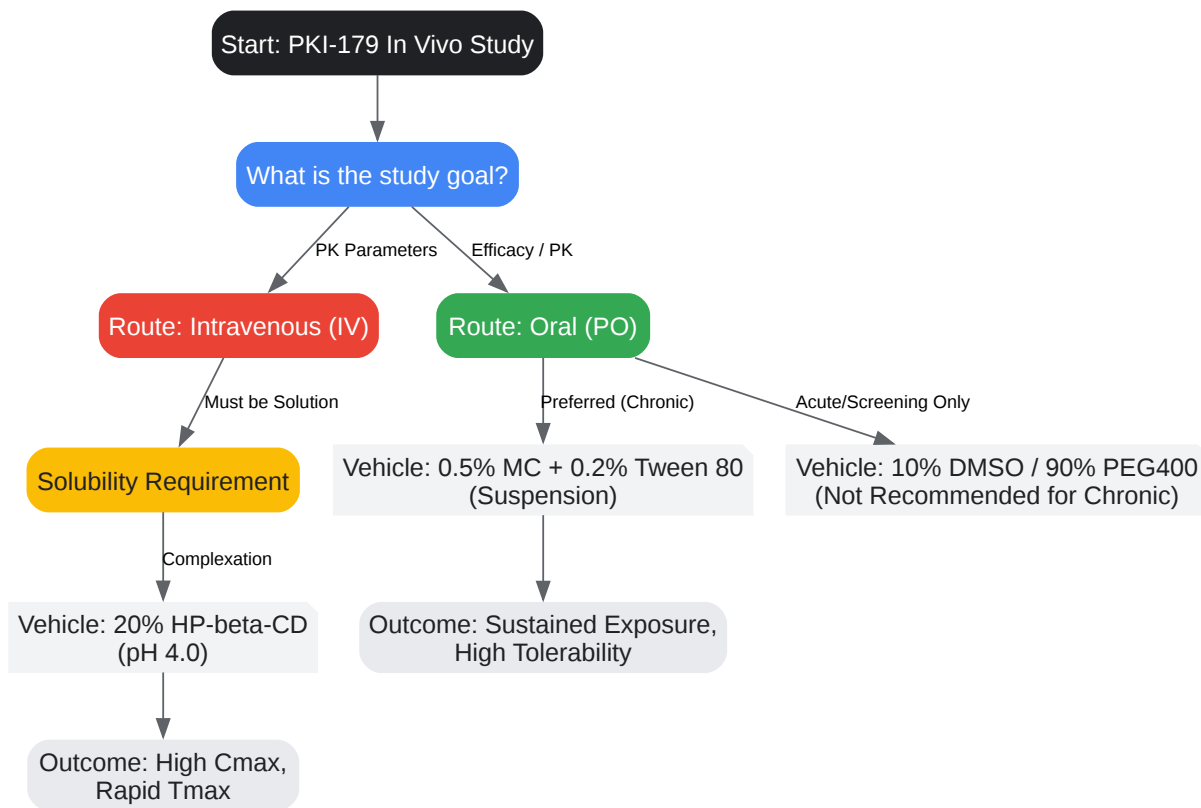 Start: PKI-179 In Vivo Study
What is the study goal?
PK Parameters
Efficacy / PK
Route: Intravenous (IV)
Route: Oral (PO)
Must be Solution
Preferred (Chronic)
Acute/Screening Only
Solubility Requirement
Vehicle: 0.5% MC + 0.2% Tween 80
(Suspension)
Vehicle: 10% DMSO / 90% PEG400
(Not Recommended for Chronic)
Complexation
Vehicle: 20% HP-beta-CD
(pH 4.0)
Outcome: Sustained Exposure,
High Tolerability
Outcome: High Cmax,
Rapid Tmax